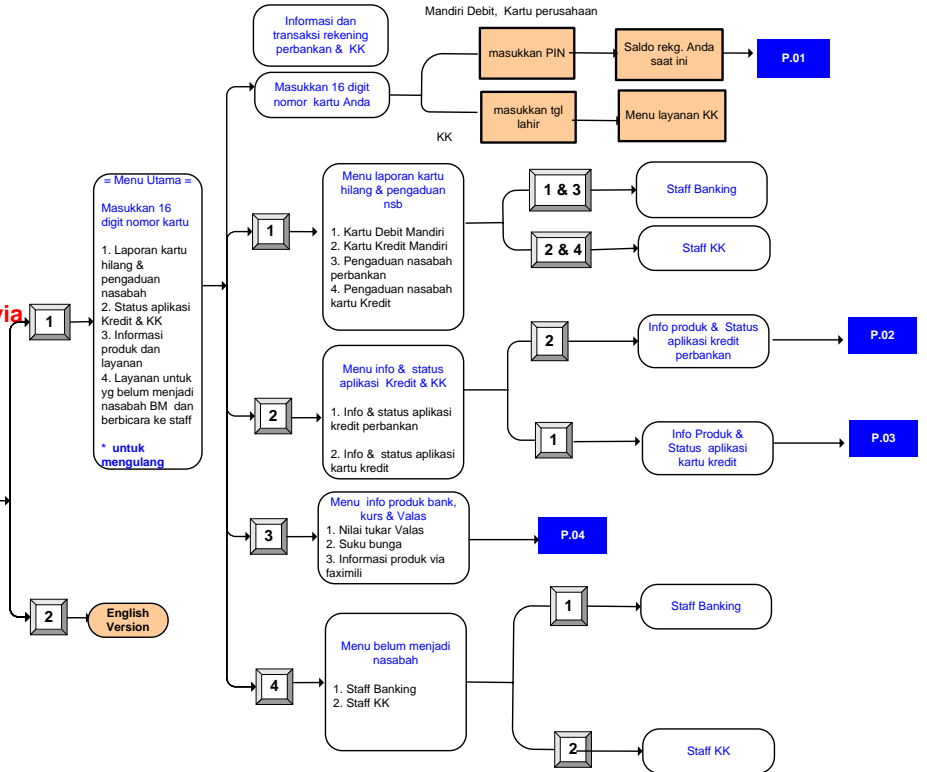 Mandiri Debit, Kartu perusahaan
Informasi dan
transaksi rekening
perbankan & KK
masukkan PIN
Saldo rekg. Anda
saat ini
P.01
Masukkan 16 digit
nomor kartu Anda
masukkan tgl
lahir
Menu layanan KK
KK
via
1
= Menu Utama =
Masukkan 16
digit nomor kartu
1. Laporan kartu
hilang &
pengaduan
nasabah
2. Status aplikasi
Kredit & KK
3. Informasi
produk dan
layanan
4. Layanan untuk
yg belum menjadi
nasabah BM dan
berbicara ke staff
* untuk
mengulang
2
English
Version
1
Menu laporan kartu
hilang & pengaduan
nsb
1. Kartu Debit Mandiri
2. Kartu Kredit Mandiri
3. Pengaduan nasabah
perbankan
4. Pengaduan nasabah
kartu Kredit
1 & 3
Staff Banking
2 & 4
Staff KK
2
Menu info & status
aplikasi Kredit & KK
1. Info & status aplikasi
kredit perbankan
2. Info & status aplikasi
kartu kredit
2
Info produk & Status
aplikasi kredit
perbankan
P.02
1
Info Produk &
Status aplikasi
kartu kredit
P.03
3
Menu info produk bank,
kurs & Valas
1. Nilai tukar Valas
2. Suku bunga
3. Informasi produk via
faximili
P.04
4
Menu belum menjadi
nasabah
1. Staff Banking
2. Staff KK
1
Staff Banking
2
Staff KK